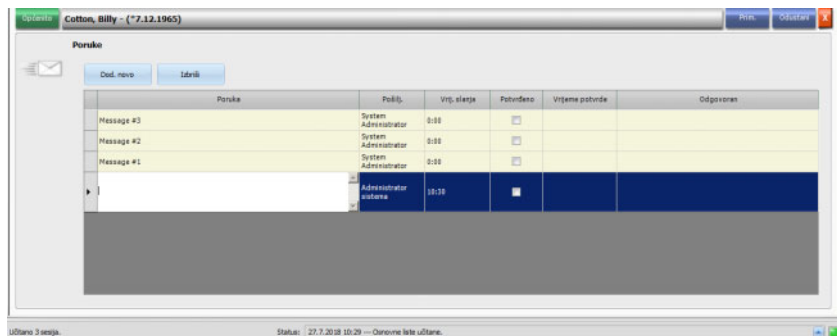 Općenito Cotton, Billy - (*7.12.1965) Prim. Odustani X
Poruke
Dod. novo Izbriši
Poruka Pošilj. Vrij. slanja Potvrđeno Vrijeme potvrde Odgovoran
Message #3 System Administrator 0:00
Message #2 System Administrator 0:00
Message #1 System Administrator 0:00
Administrator sistema 10:30
Učitano 3 sesija. Status: 27.7.2018 10:29 — Osnovne liste učitane.